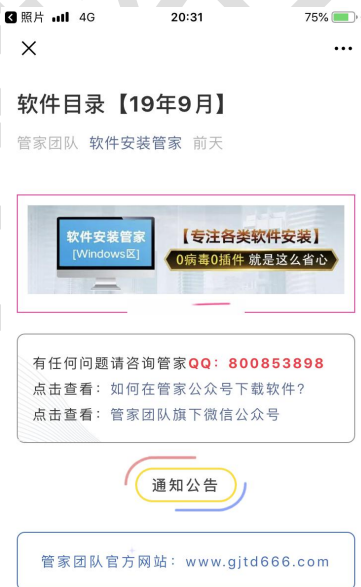 照片 4G 20:31 75%
软件目录【19年9月】
管家团队 软件安装管家 前天
软件安装管家
[Windows区]
【专注各类软件安装】
0病毒0插件 就是这么省心
有任何问题请咨询管家QQ：800853898
点击查看：如何在管家公众号下载软件?
点击查看：管家团队旗下微信公众号
通知公告
管家团队官方网站：www.gjtd666.com